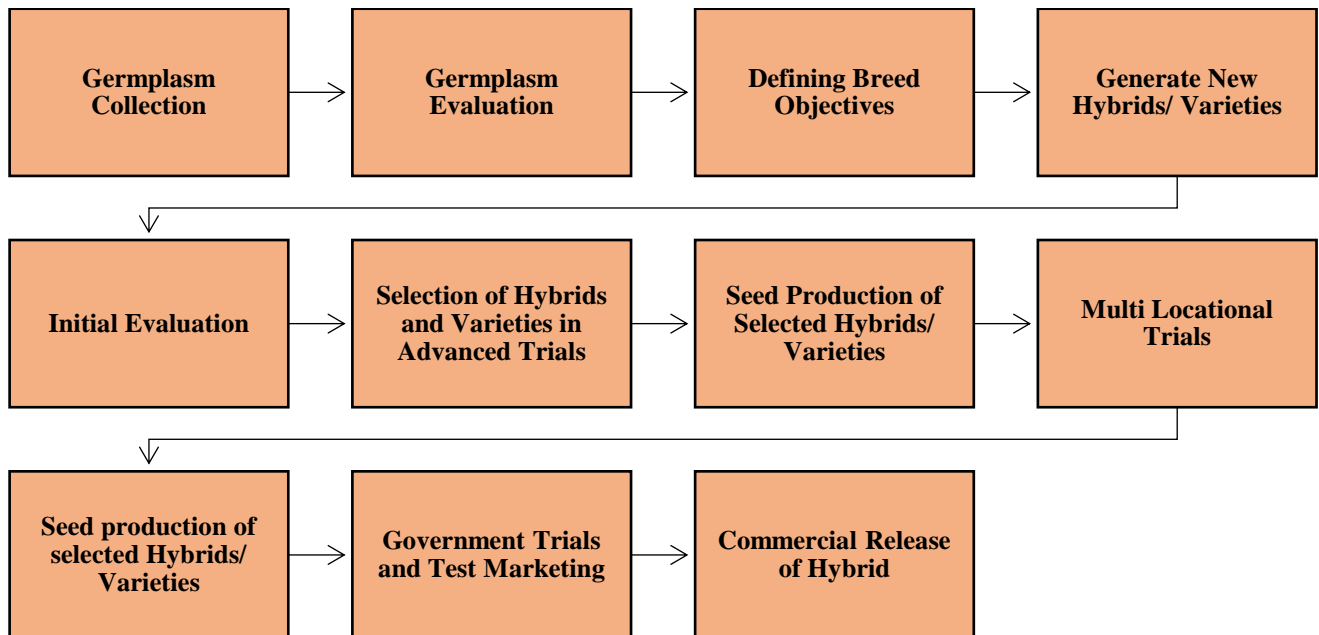 Germplasm
Collection
Germplasm
Evaluation
Defining Breed
Objectives
Generate New
Hybrids/ Varieties
Initial Evaluation
Selection of Hybrids
and Varieties in
Advanced Trials
Seed Production of
Selected Hybrids/
Varieties
Multi Locational
Trials
Seed production of
selected Hybrids/
Varieties
Government Trials
and Test Marketing
Commercial Release
of Hybrid